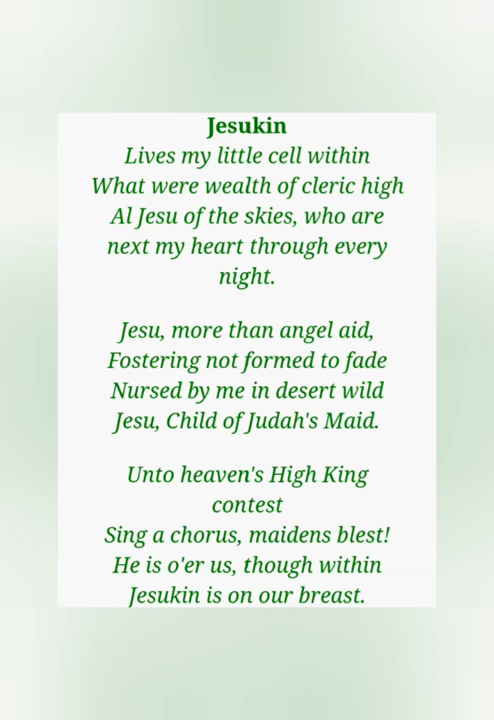 Jesukin
Lives my little cell within
What were wealth of cleric high
Al Jesu of the skies, who are
next my heart through every
night.
Jesu, more than angel aid,
Fostering not formed to fade
Nursed by me in desert wild
Jesu, Child of Judah's Maid.
Unto heaven's High King
contest
Sing a chorus, maidens blest!
He is o'er us, though within
Jesukin is on our breast.